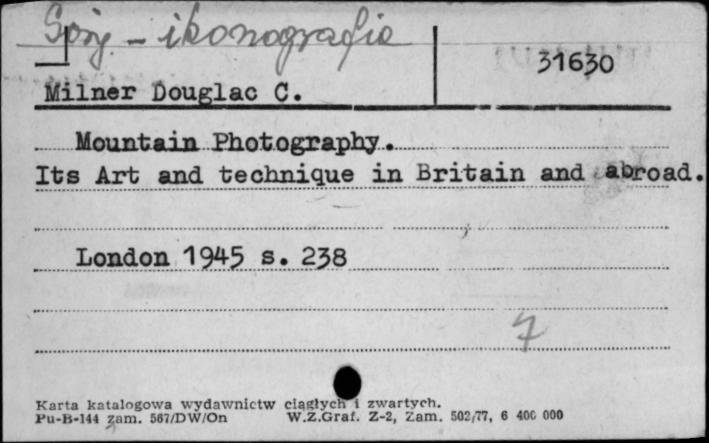 Góry - ikonografia
31630
Milner Douglac C.
Mountain Photography.
Its Art and technique in Britain and abroad.
London 1945 s. 238
7
Karta katalogowa wydawnictw ciągłych i zwartych.
Pu-B-144 zam. 567/DW/On W.Z.Graf. Z-2, Zam. 502/77, 6 400 000